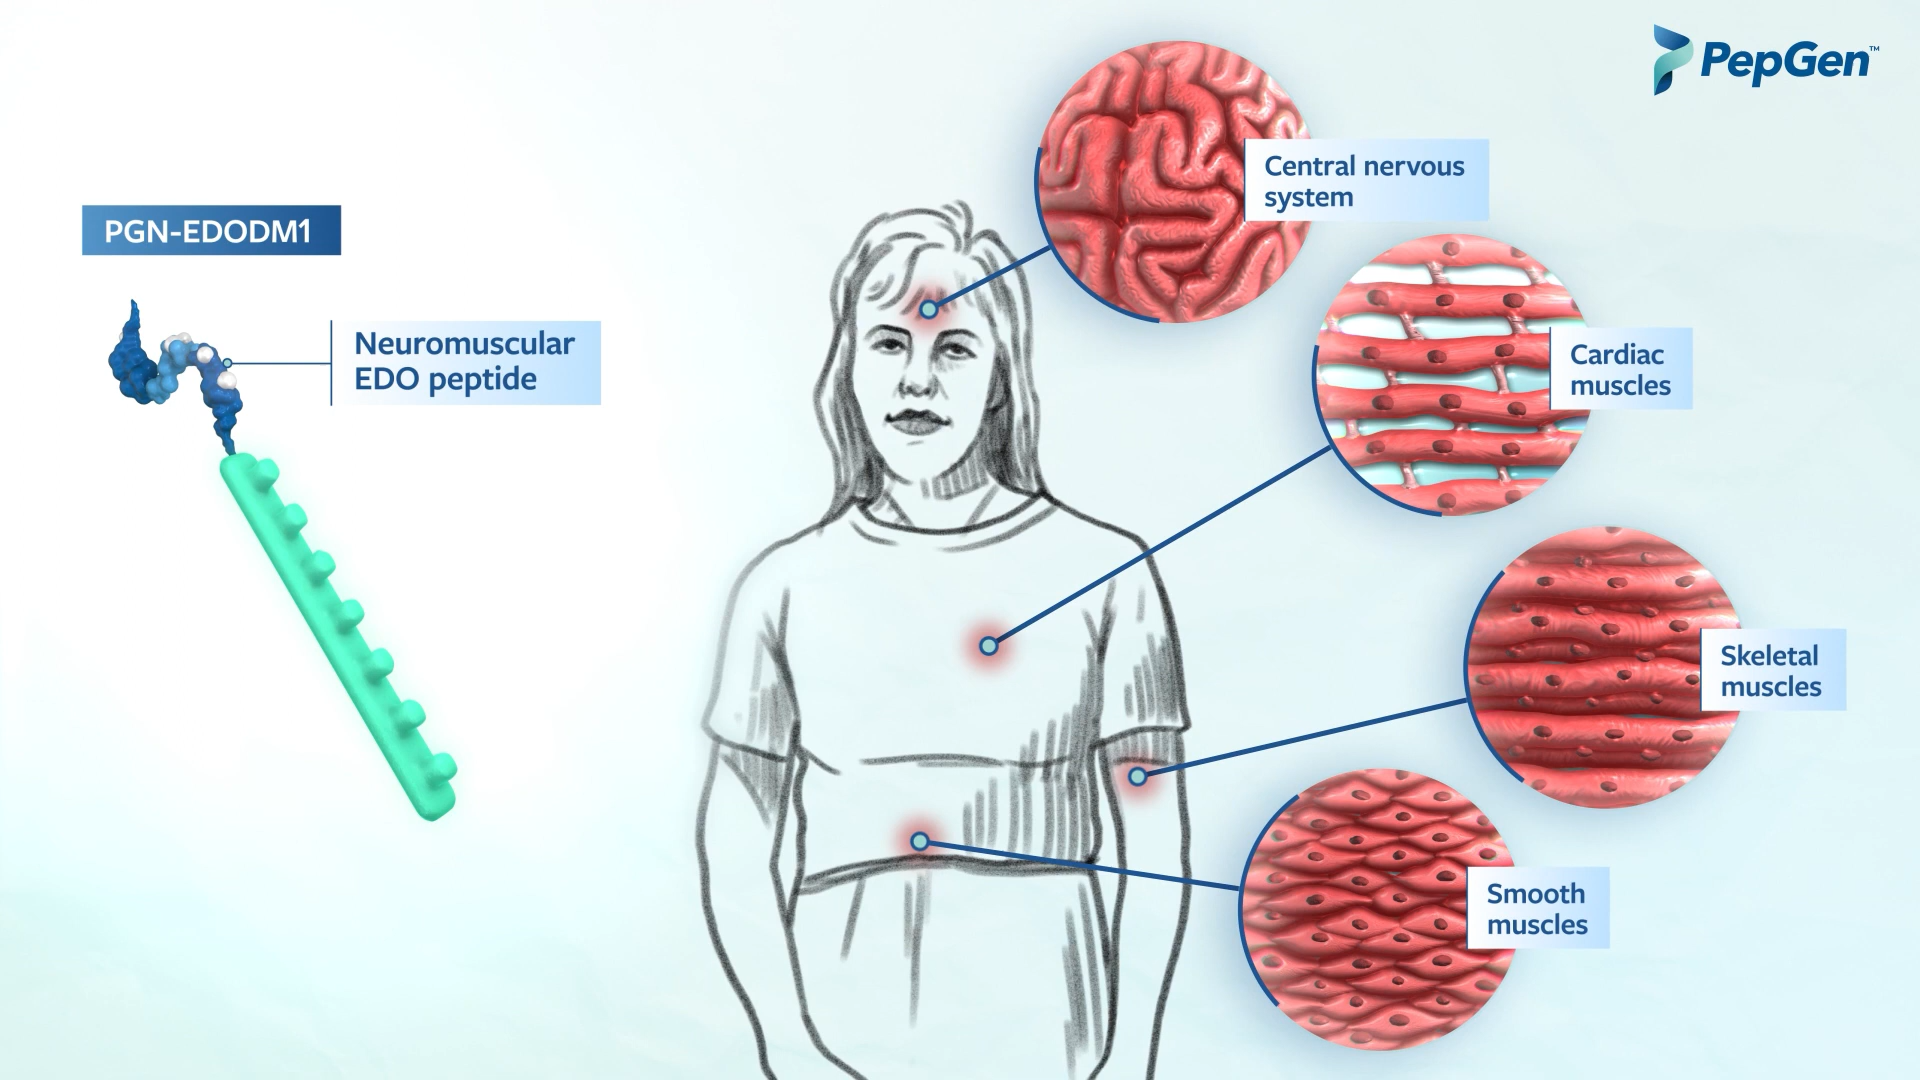 PepGen™
Central nervous
system
PGN-EDODM1
Neuromuscular
EDO peptide
Cardiac
muscles
Skeletal
muscles
Smooth
muscles